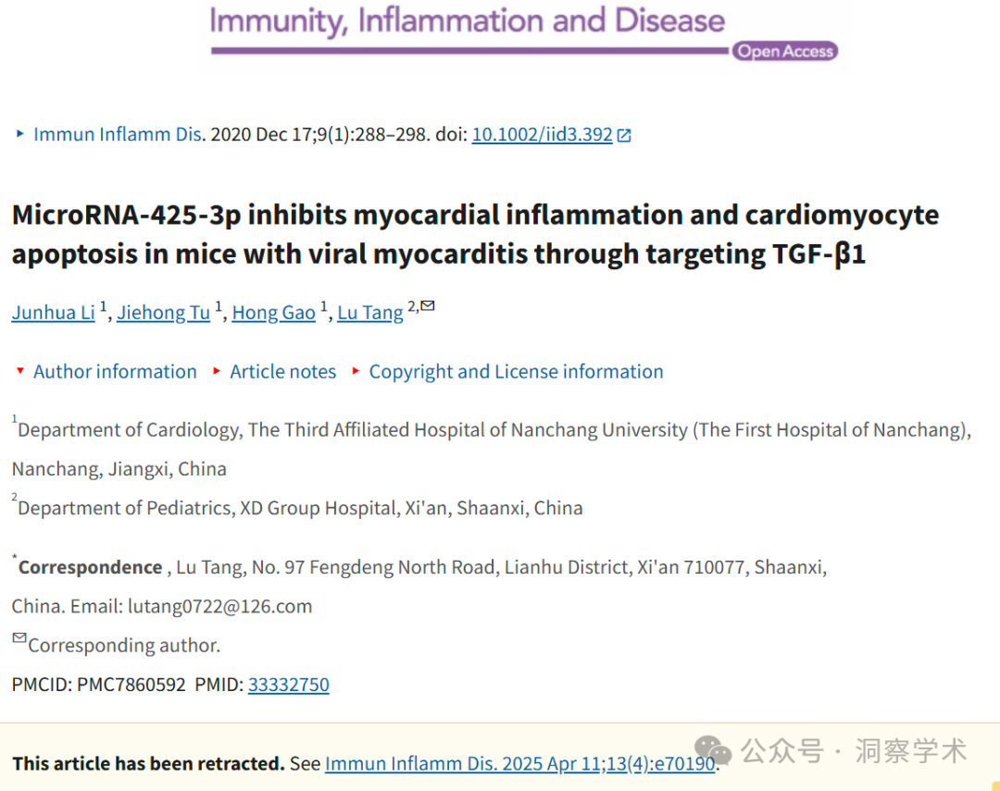 Immunity, Inflammation and Disease
Open Access
Immun Inflamm Dis. 2020 Dec 17;9(1):288–298. doi: 10.1002/iid3.392
MicroRNA-425-3p inhibits myocardial inflammation and cardiomyocyte
apoptosis in mice with viral myocarditis through targeting TGF-β1
Junhua Li 1, Jiehong Tu 1, Hong Gao 1, Lu Tang 2,
Author information Article notes Copyright and License information
1Department of Cardiology, The Third Affiliated Hospital of Nanchang University (The First Hospital of Nanchang),
Nanchang, Jiangxi, China
2Department of Pediatrics, XD Group Hospital, Xi'an, Shaanxi, China
*Correspondence , Lu Tang, No. 97 Fengdeng North Road, Lianhu District, Xi'an 710077, Shaanxi,
China. Email: lutang0722@126.com
Corresponding author.
PMCID: PMC7860592 PMID: 33332750
公众号 · 洞察学术
This article has been retracted. See Immun Inflamm Dis. 2025 Apr 11;13(4):e70190.